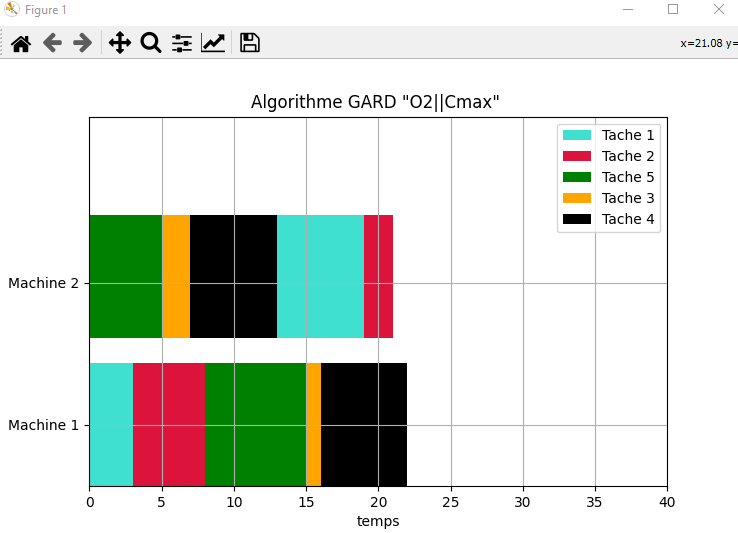 Figure 1
x=21.08 y=
Algorithme GARD "O2||Cmax"
Tache 1
Tache 2
Tache 5
Tache 3
Tache 4
Machine 2
Machine 1
0 5 10 15 20 25 30 35 40
temps